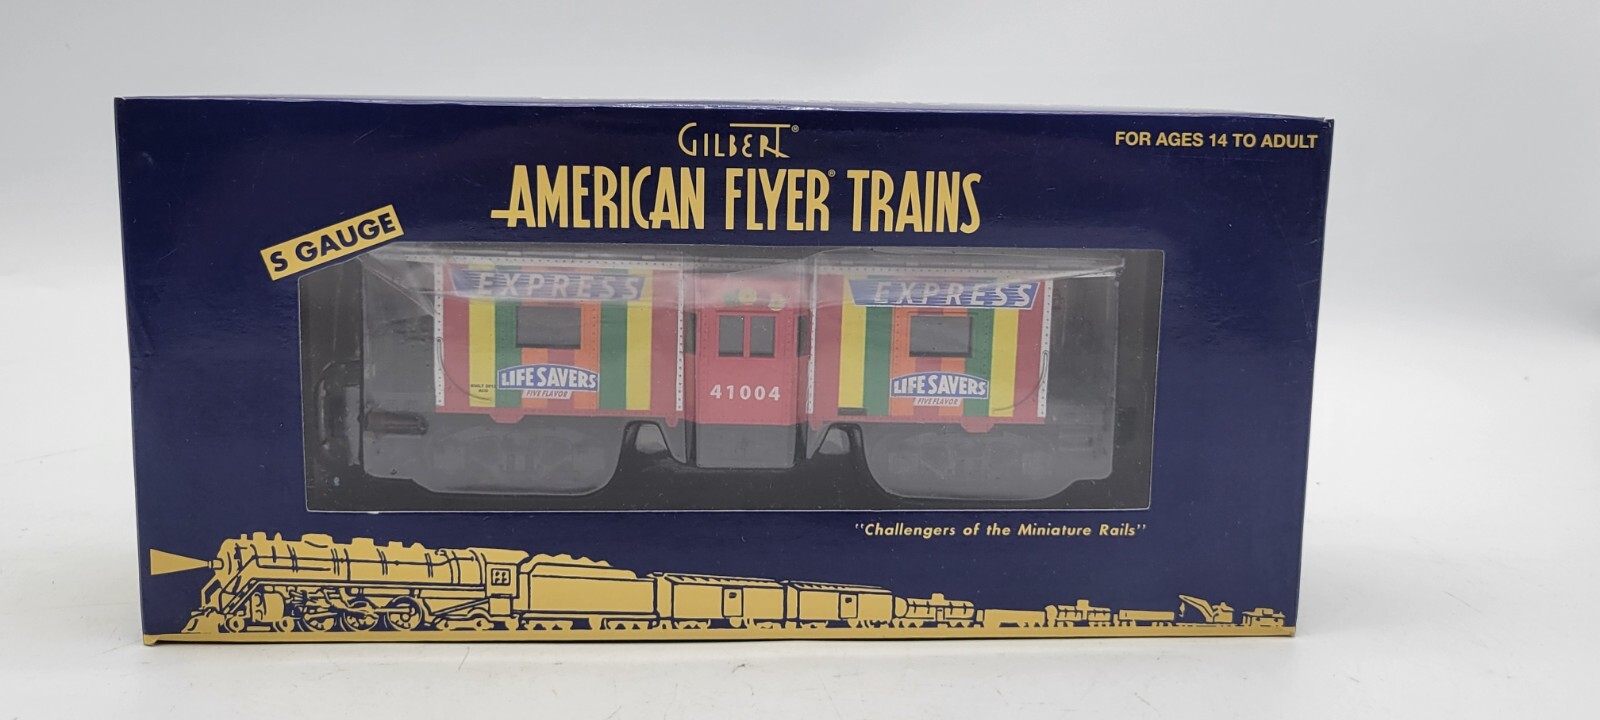 GILBERT®
FOR AGES 14 TO ADULT
AMERICAN FLYER® TRAINS
S GAUGE
EXPRESS
EXPRESS
LIFE SAVERS
FIVE FLAVOR
41004
LIFE SAVERS
FIVE FLAVOR
"Challengers of the Miniature Rails"